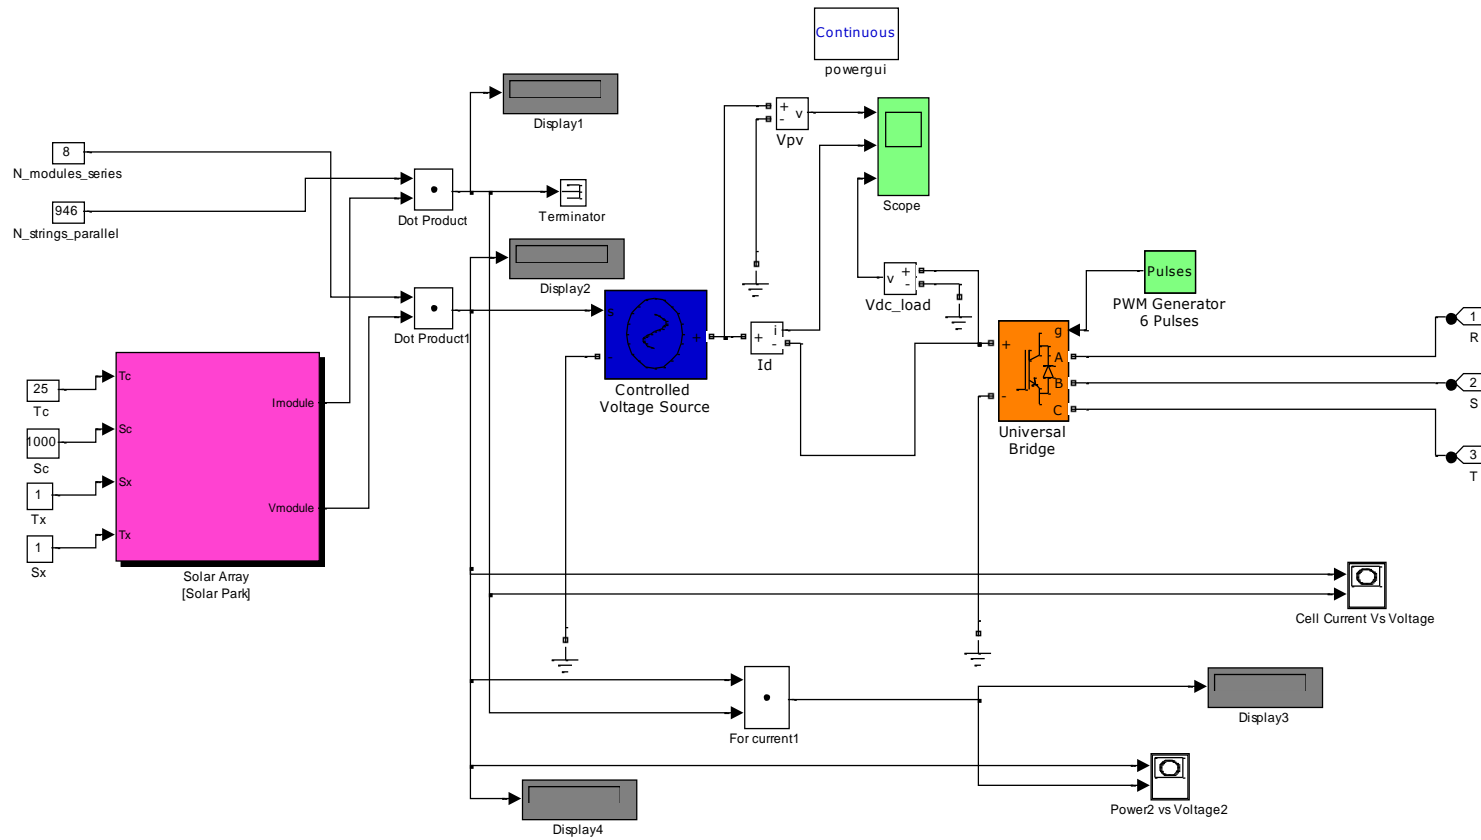 Continuous
powergui
Display1
+
-
v
Vpv
Scope
8
N_modules_series
946
N_strings_parallel
Dot Product
Terminator
Display2
Dot Product1
s
-
+
Controlled
Voltage Source
+
i
-
Id
v
+
-
Vdc_load
Pulses
PWM Generator
6 Pulses
g
+
A
B
-
C
Universal
Bridge
1
R
2
S
3
T
25
Tc
1000
Sc
1
Tx
1
Sx
Tc
Sc
Sx
Tx
Imodule
Vmodule
Solar Array
[Solar Park]
Cell Current Vs Voltage
For current1
Display3
Power2 vs Voltage2
Display4